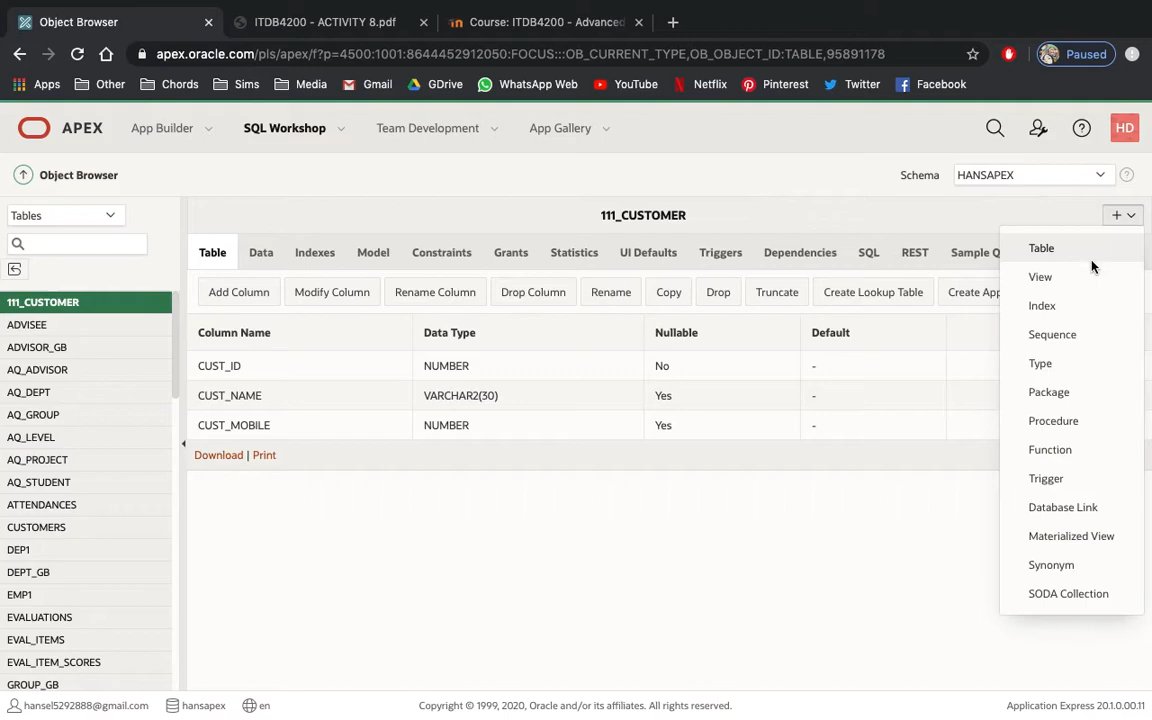 Object Browser
ITDB4200 - ACTIVITY 8.pdf
Course: ITDB4200 - Advanced
apex.oracle.com/pls/apex/f?p=4500:1001:8644452912050:FOCUS:::OB_CURRENT_TYPE,OB_OBJECT_ID:TABLE,95891178
Paused
Apps Other Chords Sims Media Gmail GDrive WhatsApp Web YouTube Netflix Pinterest Twitter Facebook
APEX App Builder SQL Workshop Team Development App Gallery HD
Object Browser Schema HANSAPEX
Tables 111_CUSTOMER
Table Data Indexes Model Constraints Grants Statistics UI Defaults Triggers Dependencies SQL REST Sample Q
Add Column Modify Column Rename Column Drop Column Rename Copy Drop Truncate Create Lookup Table Create App
Column Name Data Type Nullable Default
CUST_ID NUMBER No -
CUST_NAME VARCHAR2(30) Yes -
CUST_MOBILE NUMBER Yes -
Download | Print
111_CUSTOMER
ADVISEE
ADVISOR_GB
AQ_ADVISOR
AQ_DEPT
AQ_GROUP
AQ_LEVEL
AQ_PROJECT
AQ_STUDENT
ATTENDANCES
CUSTOMERS
DEP1
DEPT_GB
EMP1
EVALUATIONS
EVAL_ITEMS
EVAL_ITEM_SCORES
GROUP_GB
Table
View
Index
Sequence
Type
Package
Procedure
Function
Trigger
Database Link
Materialized View
Synonym
SODA Collection
hansel5292888@gmail.com hansapex en Copyright © 1999, 2020, Oracle and/or its affiliates. All rights reserved. Application Express 20.1.0.00.11